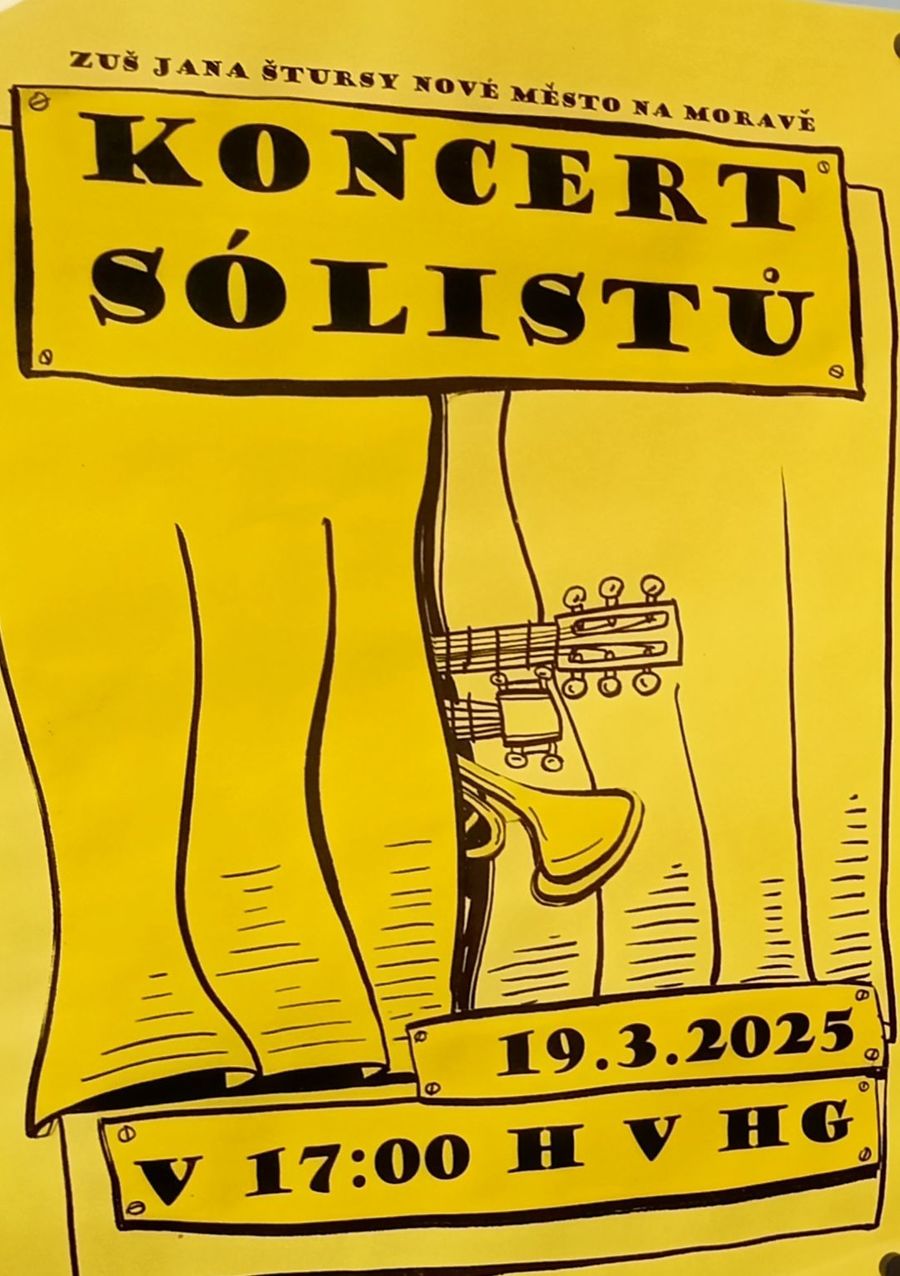 ZUŠ JANA ŠTURSY NOVÉ MĚSTO NA MORAVĚ
KONCERT
SÓLISTŮ
19.3.2025
V 17:00 H V HG